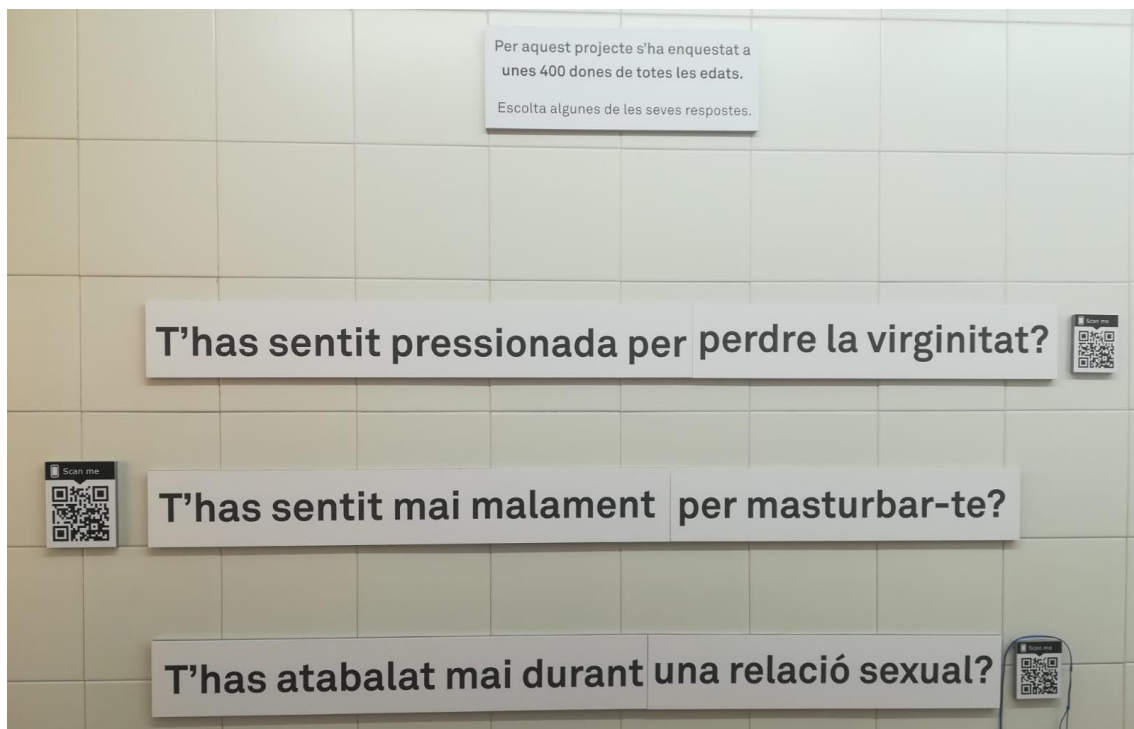 Per aquest projecte s'ha enquestat a
unes 400 dones de totes les edats.
Escolta algunes de les seves respostes.
T'has sentit pressionada per perdre la virginitat?
Scan me
Scan me
T'has sentit mai malament per masturbar-te?
T'has atabalat mai durant una relació sexual?
Scan me